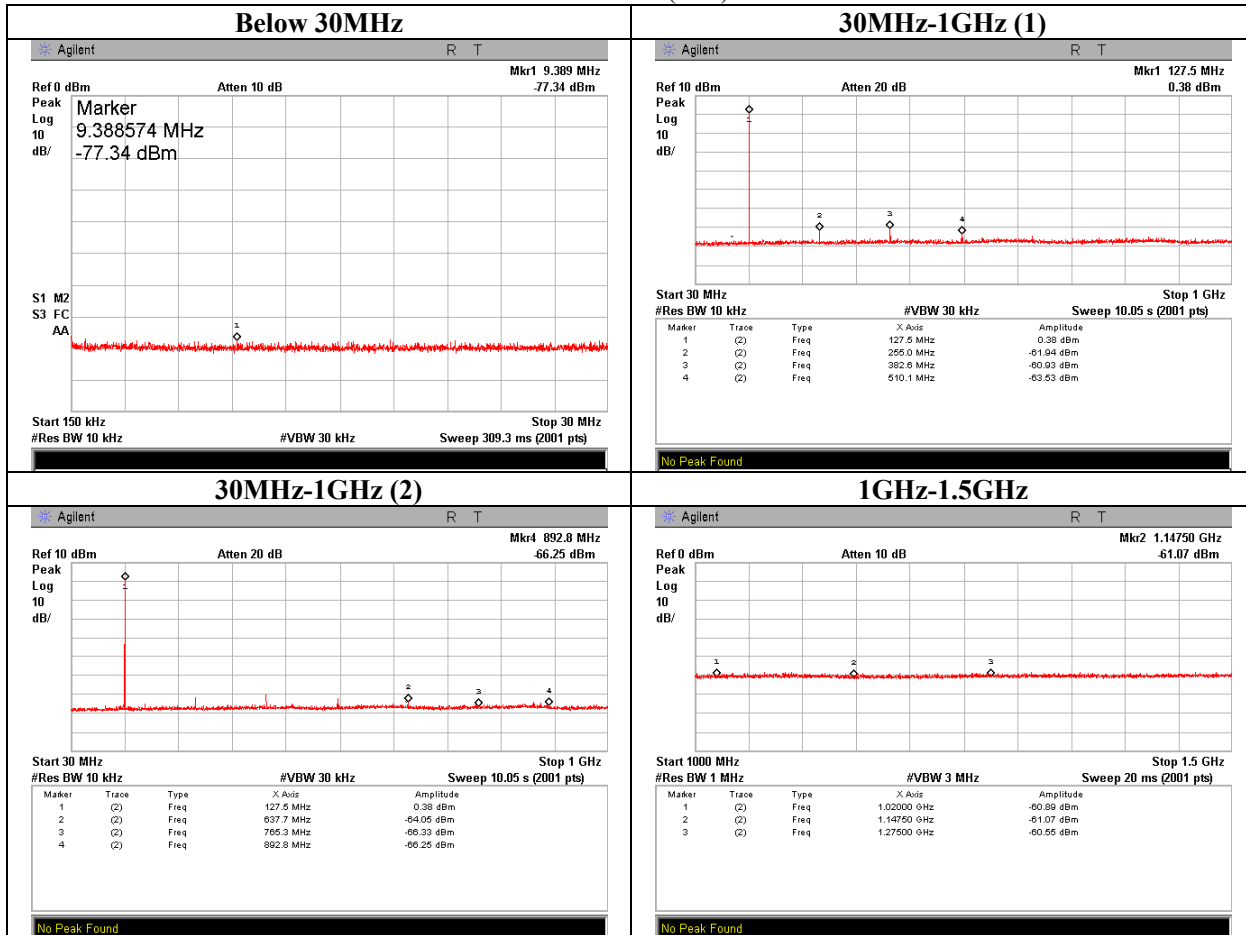 Below 30MHz
Agilent R T
Mkr1 9.389 MHz
Ref 0 dBm Atten 10 dB -77.34 dBm
Peak
Log
10
dB/
Marker
9.388574 MHz
-77.34 dBm
S1 M2
S3 FC
AA
1
Start 150 kHz Stop 30 MHz
#Res BW 10 kHz #VBW 30 kHz Sweep 309.3 ms (2001 pts)
30MHz-1GHz (1)
Agilent R T
Mkr1 127.5 MHz
Ref 10 dBm Atten 20 dB 0.38 dBm
Peak
Log
10
dB/
1
2 3 4
Start 30 MHz Stop 1 GHz
#Res BW 10 kHz #VBW 30 kHz Sweep 10.05 s (2001 pts)
Marker Trace Type X Axis Amplitude
1 (2) Freq 127.5 MHz 0.38 dBm
2 (2) Freq 255.0 MHz -61.94 dBm
3 (2) Freq 382.6 MHz -60.93 dBm
4 (2) Freq 510.1 MHz -63.53 dBm
No Peak Found
30MHz-1GHz (2)
Agilent R T
Mkr4 892.8 MHz
Ref 10 dBm Atten 20 dB -66.25 dBm
Peak
Log
10
dB/
1
2 3 4
Start 30 MHz Stop 1 GHz
#Res BW 10 kHz #VBW 30 kHz Sweep 10.05 s (2001 pts)
Marker Trace Type X Axis Amplitude
1 (2) Freq 127.5 MHz 0.38 dBm
2 (2) Freq 637.7 MHz -64.05 dBm
3 (2) Freq 765.3 MHz -66.33 dBm
4 (2) Freq 892.8 MHz -66.25 dBm
No Peak Found
1GHz-1.5GHz
Agilent R T
Mkr2 1.14750 GHz
Ref 0 dBm Atten 10 dB -61.07 dBm
Peak
Log
10
dB/
1 2 3
Start 1000 MHz Stop 1.5 GHz
#Res BW 1 MHz #VBW 3 MHz Sweep 20 ms (2001 pts)
Marker Trace Type X Axis Amplitude
1 (2) Freq 1.02000 GHz -60.89 dBm
2 (2) Freq 1.14750 GHz -61.07 dBm
3 (2) Freq 1.27500 GHz -60.55 dBm
No Peak Found